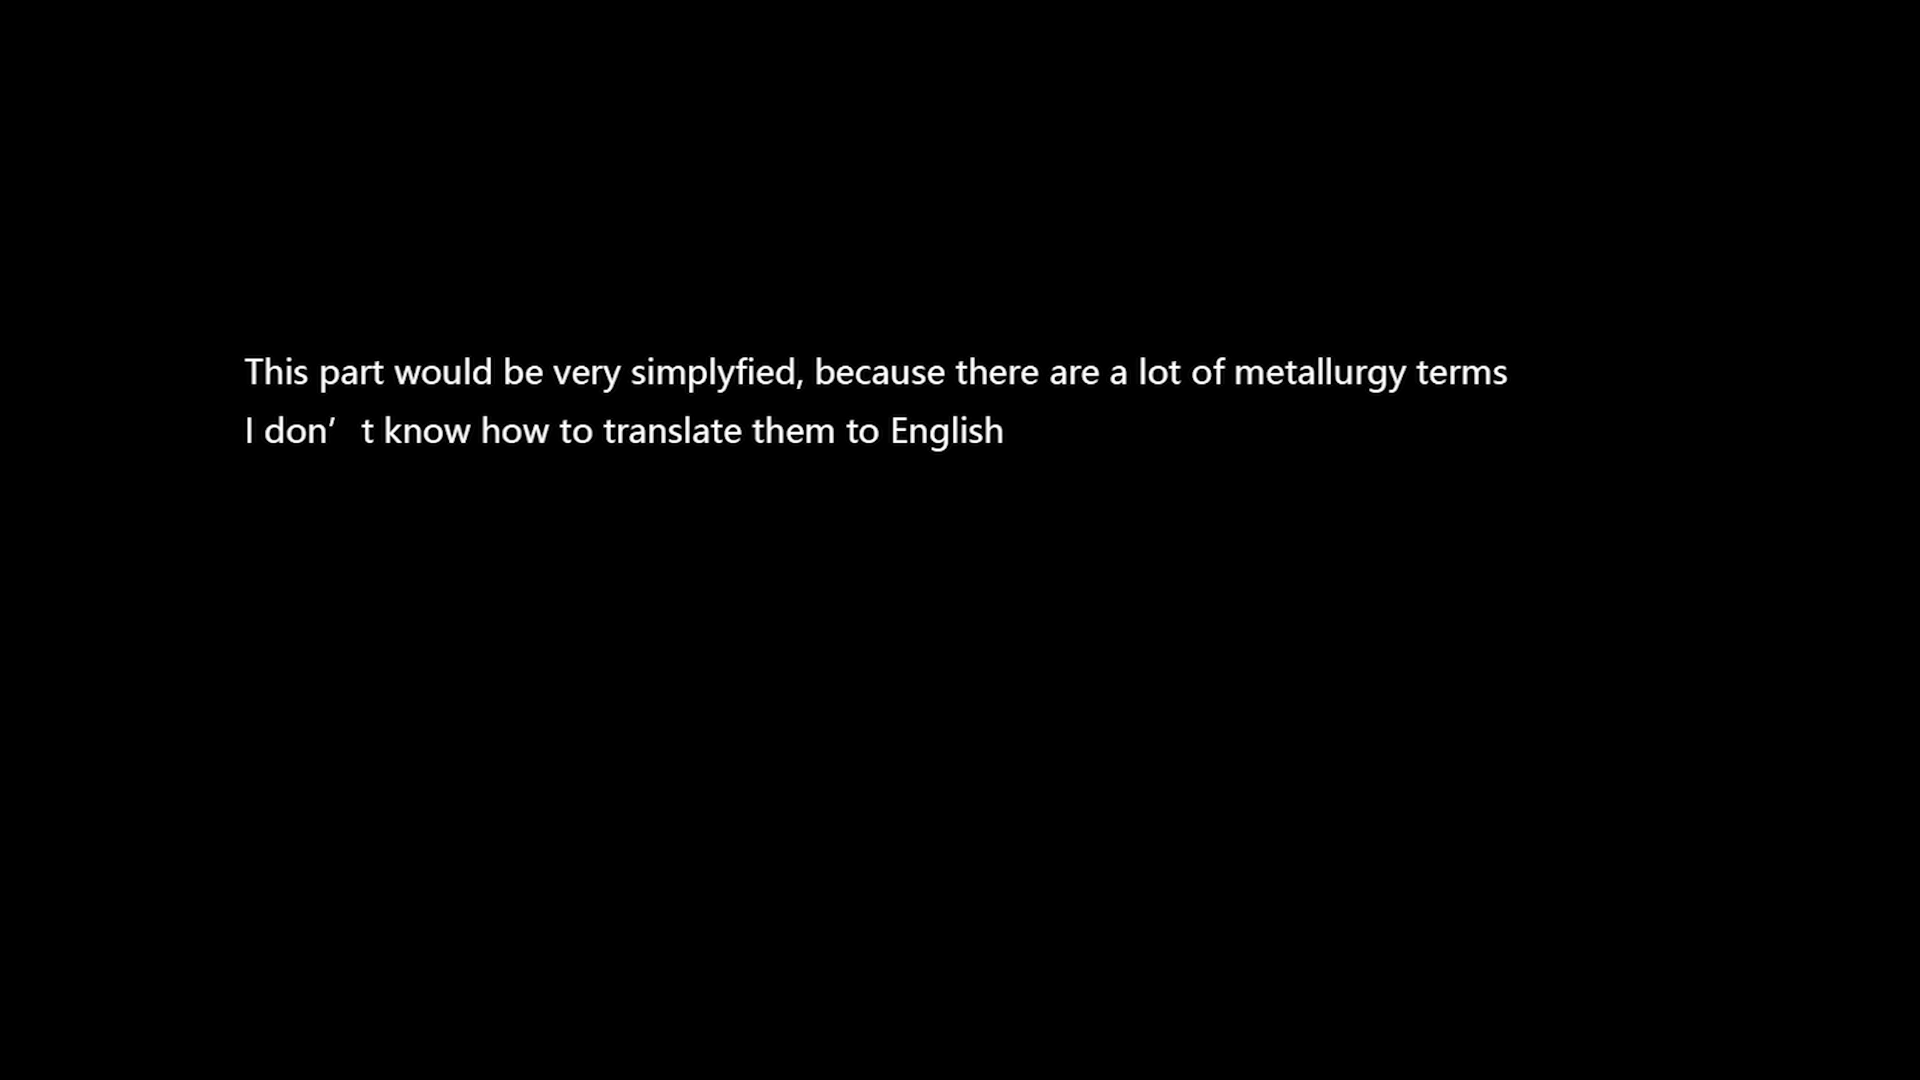 This part would be very simplyfied, because there are a lot of metallurgy terms
I don’t know how to translate them to English